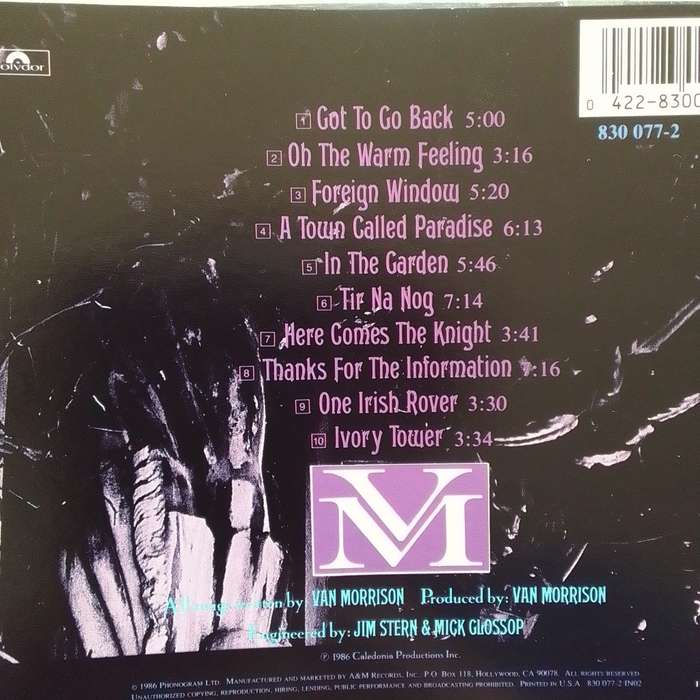 polydor
0 422-8300
830 077-2
1 Got To Go Back 5:00
2 Oh The Warm Feeling 3:16
3 Foreign Window 5:20
4 A Town Called Paradise 6:13
5 In The Garden 5:46
6 Tir Na Nog 7:14
7 Here Comes The Knight 3:41
8 Thanks For The Information 7:16
9 One Irish Rover 3:30
10 Ivory Tower 3:34
VM
written by: VAN MORRISON Produced by: VAN MORRISON
Engineered by: JIM STERN & MICK GLOSSOP
℗ 1986 Caledonia Productions Inc.
© 1986 PHONOGRAM LTD. MANUFACTURED AND MARKETED BY A&M RECORDS, INC. P.O. BOX 118, HOLLYWOOD, CA 90078. ALL RIGHTS RESERVED.
UNAUTHORIZED COPYING, REPRODUCTION, HIRING, LENDING, PUBLIC PERFORMANCE AND BROADCASTING PROHIBITED. PRINTED IN U.S.A. 830 077-2 IN02